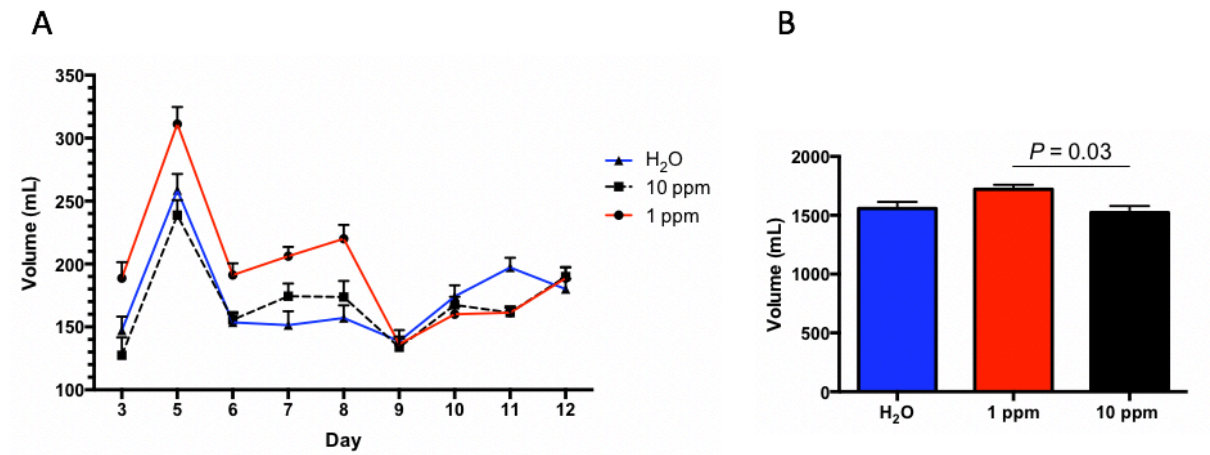 A
350
300
250
200
150
100
Volume (mL)
3 5 6 7 8 9 10 11 12
Day
H₂O
10 ppm
1 ppm
B
P = 0.03
2000
1500
1000
500
0
Volume (mL)
H₂O 1 ppm 10 ppm